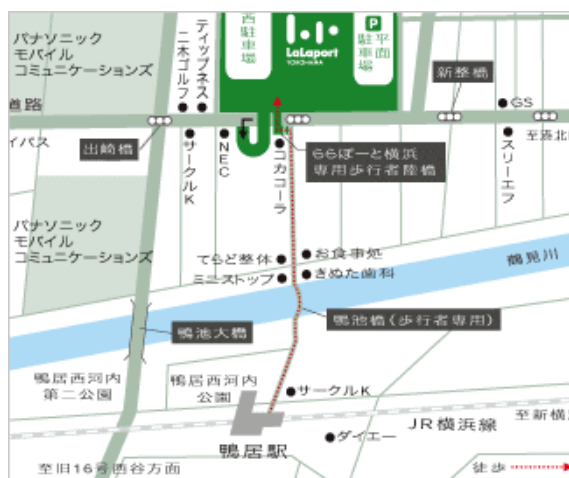 パナソニック
モバイル
コミュニケーションズ
二木ゴルフ
ティップネス
西駐車場
LaLaport
YOKOHAMA
P
平面
駐車場
新整橋
GS
道路
イバス
出崎橋
サークルK
NEC
コカコーラ
ららぽーと横浜
専用歩行者陸橋
スリーエフ
至湊北
パナソニック
モバイル
コミュニケーションズ
てらど整体
お食事処
ミニストップ
きぬた歯科
鶴見川
鴨池大橋
鴨池橋(歩行者専用)
鴨居西河内
第二公園
鴨居西河内
公園
サークルK
鴨居駅
ダイエー
JR横浜線
至新横
至旧16号西谷方面
徒歩